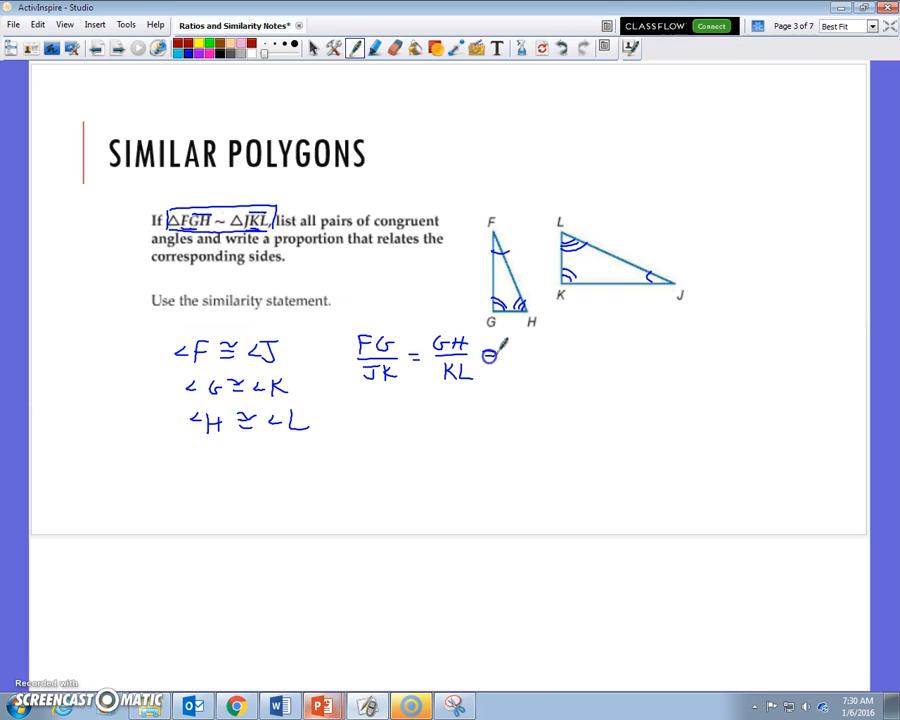 ActivInspire - Studio
File Edit View Insert Tools Help
Ratios and Similarity Notes*
CLASSFLOW Connect
Page 3 of 7
Best Fit
SIMILAR POLYGONS
If △FGH ~ △JKL, list all pairs of congruent
angles and write a proportion that relates the
corresponding sides.
Use the similarity statement.
F
G
H
L
K
J
∠F ≅ ∠J
∠G ≅ ∠K
∠H ≅ ∠L
FG/JK = GH/KL =
Recorded with
SCREENCAST-O-MATIC
7:30 AM
1/6/2016